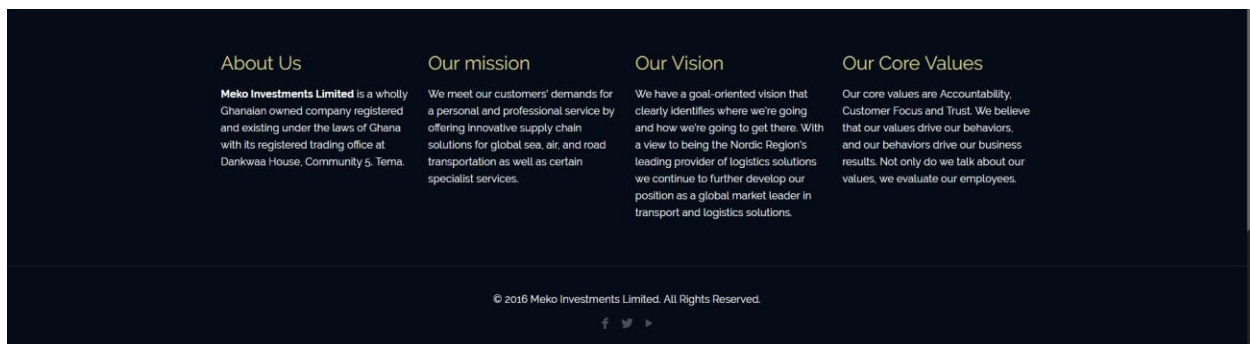 About Us
Meko Investments Limited is a wholly
Ghanaian owned company registered
and existing under the laws of Ghana
with its registered trading office at
Dankwaa House, Community 5, Tema.
Our mission
We meet our customers' demands for
a personal and professional service by
offering innovative supply chain
solutions for global sea, air, and road
transportation as well as certain
specialist services.
Our Vision
We have a goal-oriented vision that
clearly identifies where we're going
and how we're going to get there. With
a view to being the Nordic Region's
leading provider of logistics solutions
we continue to further develop our
position as a global market leader in
transport and logistics solutions.
Our Core Values
Our core values are Accountability,
Customer Focus and Trust. We believe
that our values drive our behaviors,
and our behaviors drive our business
results. Not only do we talk about our
values, we evaluate our employees.
© 2016 Meko Investments Limited. All Rights Reserved.